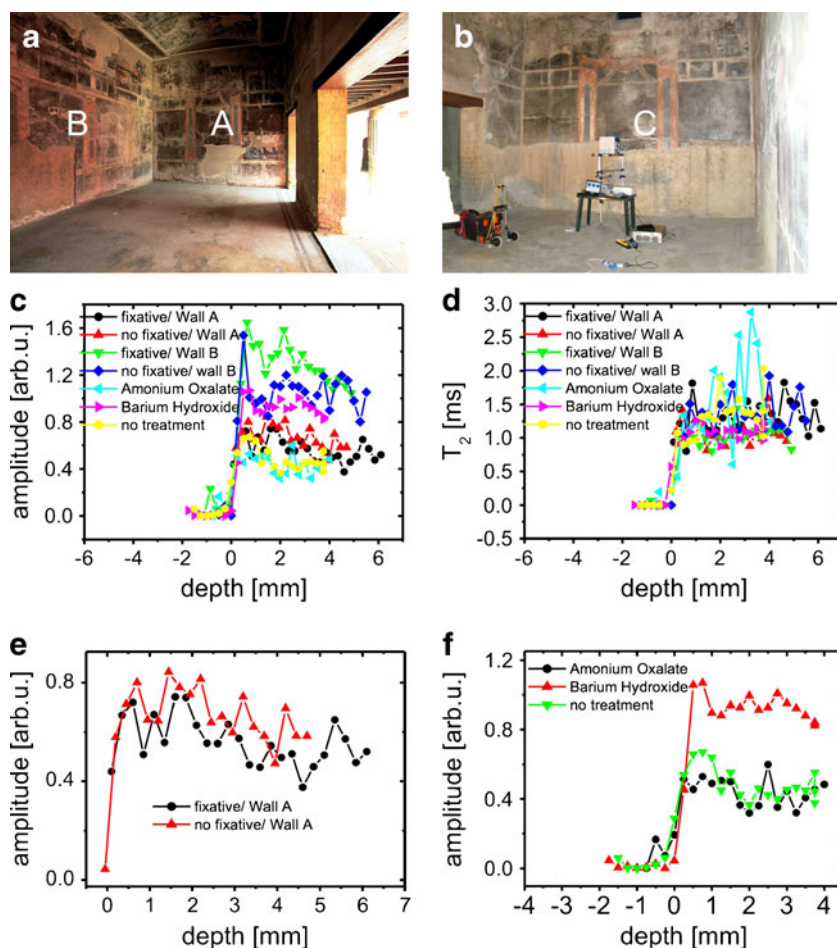 a
B
A
b
C
c
amplitude [arb.u.]
1.6
1.2
0.8
0.4
0.0
fixative/ Wall A
no fixative/ Wall A
fixative/ Wall B
no fixative/ wall B
Amonium Oxalate
Barium Hydroxide
no treatment
-6 -4 -2 0 2 4 6
depth [mm]
d
T2 [ms]
3.0
2.5
2.0
1.5
1.0
0.5
0.0
-0.5
fixative/ Wall A
no fixative/ Wall A
fixative/ Wall B
no fixative/ wall B
Amonium Oxalate
Barium Hydroxide
no treatment
-6 -4 -2 0 2 4 6
depth [mm]
e
amplitude [arb.u.]
0.8
0.4
0.0
fixative/ Wall A
no fixative/ Wall A
0 1 2 3 4 5 6 7
depth [mm]
f
amplitude [arb.u.]
1.2
0.8
0.4
0.0
Amonium Oxalate
Barium Hydroxide
no treatment
-4 -3 -2 -1 0 1 2 3 4
depth [mm]